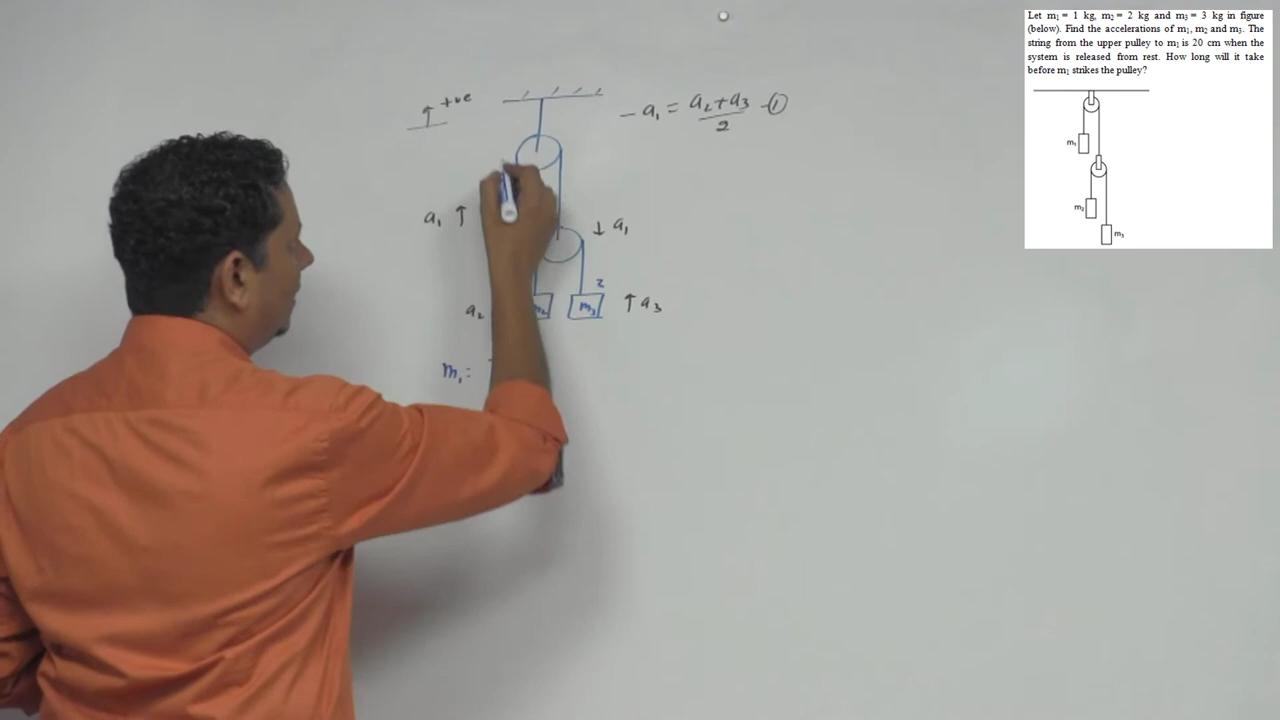 Let m₁ = 1 kg, m₂ = 2 kg and m₃ = 3 kg in figure
(below). Find the accelerations of m₁, m₂ and m₃. The
string from the upper pulley to m₁ is 20 cm when the
system is released from rest. How long will it take
before m₁ strikes the pulley?
m₁
m₂
m₃
↑ +ve
- a₁ = (a₂ + a₃)/2 - ①
a₁ ↑
↓ a₁
2
a₂
m₃
↑ a₃
m₁ :